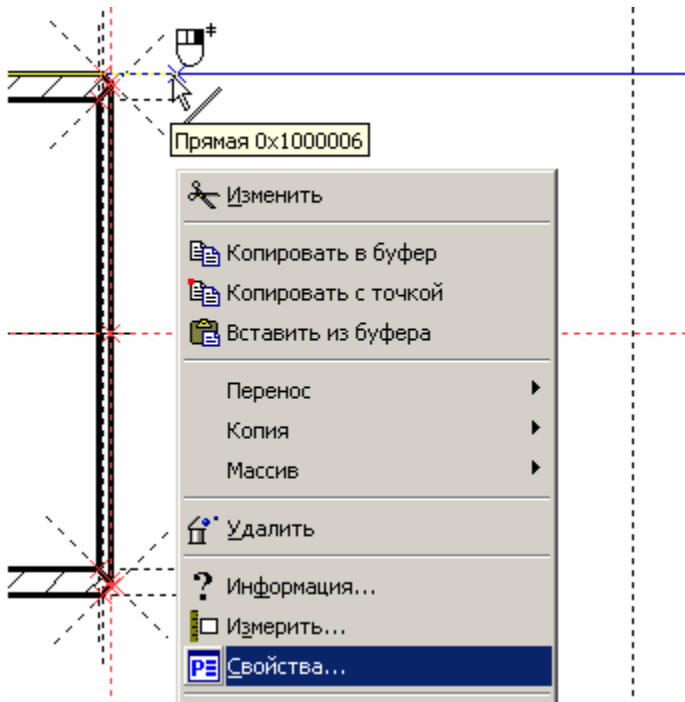 Прямая 0x1000006
Изменить
Копировать в буфер
Копировать с точкой
Вставить из буфера
Перенос
Копия
Массив
Удалить
? Информация...
Измерить...
Свойства...